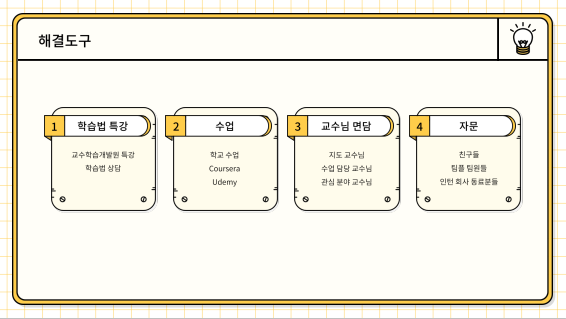 해결도구
1 학습법 특강
교수학습개발원 특강
학습법 상담
2 수업
학교 수업
Coursera
Udemy
3 교수님 면담
지도 교수님
수업 담당 교수님
관심 분야 교수님
4 자문
친구들
팀플 팀원들
인턴 회사 동료분들